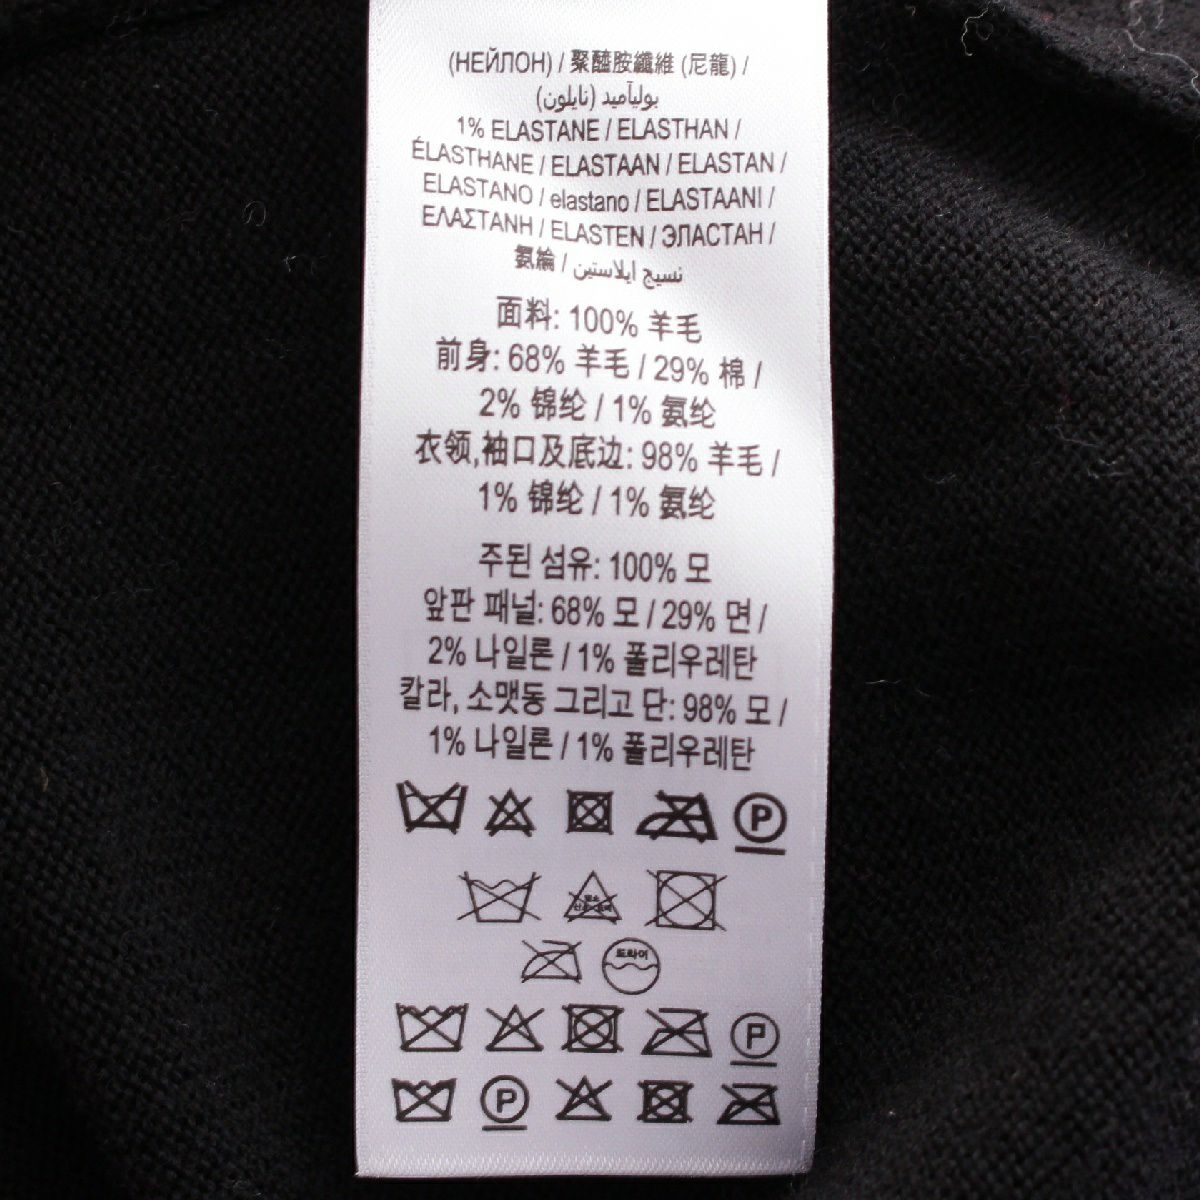 (НЕЙЛОН) / 聚醯胺纖維 (尼龍) /
بولياميد (نايلون)
1% ELASTANE / ELASTHAN /
ÉLASTHANE / ELASTAAN / ELASTAN /
ELASTANO / elastano / ELASTAANI /
ΕΛΑΣΤΑΝΗ / ELASTEN / ЭЛАСТАН /
氨綸 / نسيج ايلاستين
面料: 100% 羊毛
前身: 68% 羊毛 / 29% 棉 /
2% 锦纶 / 1% 氨纶
衣领,袖口及底边: 98% 羊毛 /
1% 锦纶 / 1% 氨纶
주된 섬유: 100% 모
앞판 패널: 68% 모 / 29% 면 /
2% 나일론 / 1% 폴리우레탄
칼라, 소맷동 그리고 단: 98% 모 /
1% 나일론 / 1% 폴리우레탄
P
드라이
P
P